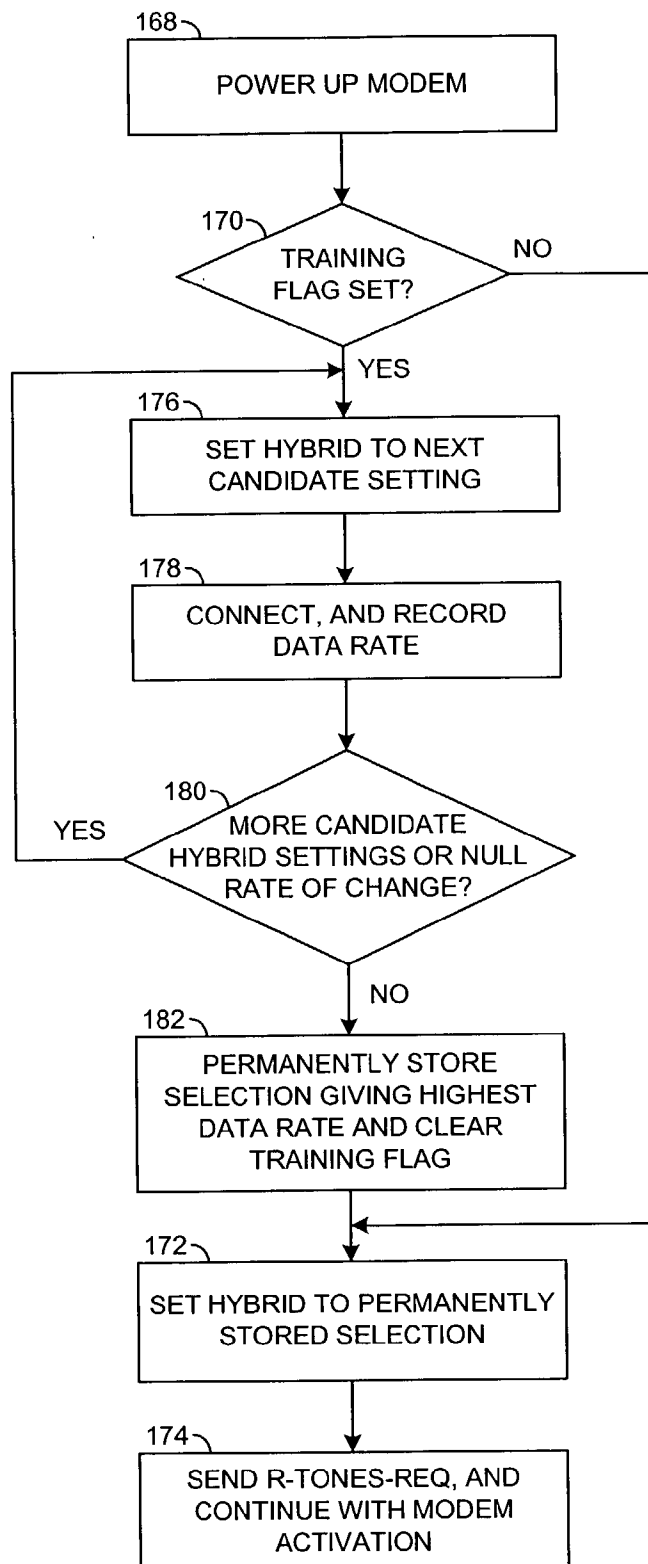 168
POWER UP MODEM
170
NO
TRAINING
FLAG SET?
YES
176
SET HYBRID TO NEXT
CANDIDATE SETTING
178
CONNECT, AND RECORD
DATA RATE
180
YES
MORE CANDIDATE
HYBRID SETTINGS OR NULL
RATE OF CHANGE?
NO
182
PERMANENTLY STORE
SELECTION GIVING HIGHEST
DATA RATE AND CLEAR
TRAINING FLAG
172
SET HYBRID TO PERMANENTLY
STORED SELECTION
174
SEND R-TONES-REQ, AND
CONTINUE WITH MODEM
ACTIVATION